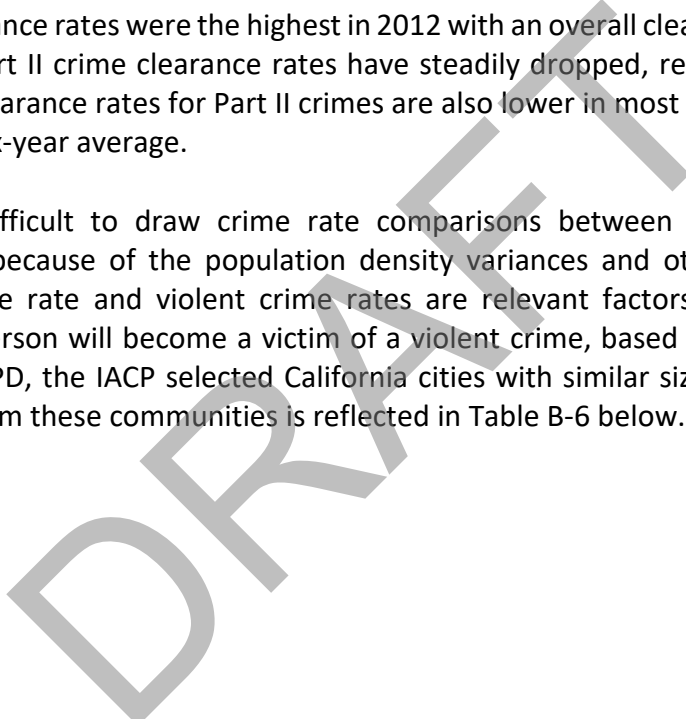 ance rates were the highest in 2012 with an overall clea
rt II crime clearance rates have steadily dropped, re
earance rates for Part II crimes are also lower in most
x-year average.
fficult to draw crime rate comparisons between
because of the population density variances and ot
e rate and violent crime rates are relevant factors
rson will become a victim of a violent crime, based
PD, the IACP selected California cities with similar siz
m these communities is reflected in Table B-6 below.
DRAFT